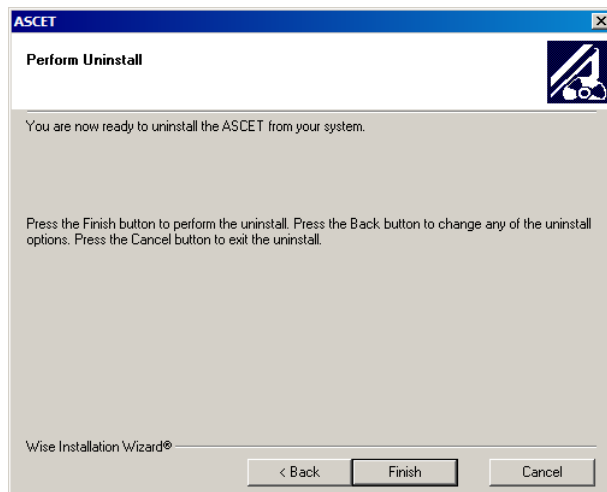 ASCET
Perform Uninstall
You are now ready to uninstall the ASCET from your system.
Press the Finish button to perform the uninstall. Press the Back button to change any of the uninstall
options. Press the Cancel button to exit the uninstall.
Wise Installation Wizard®
< Back Finish Cancel